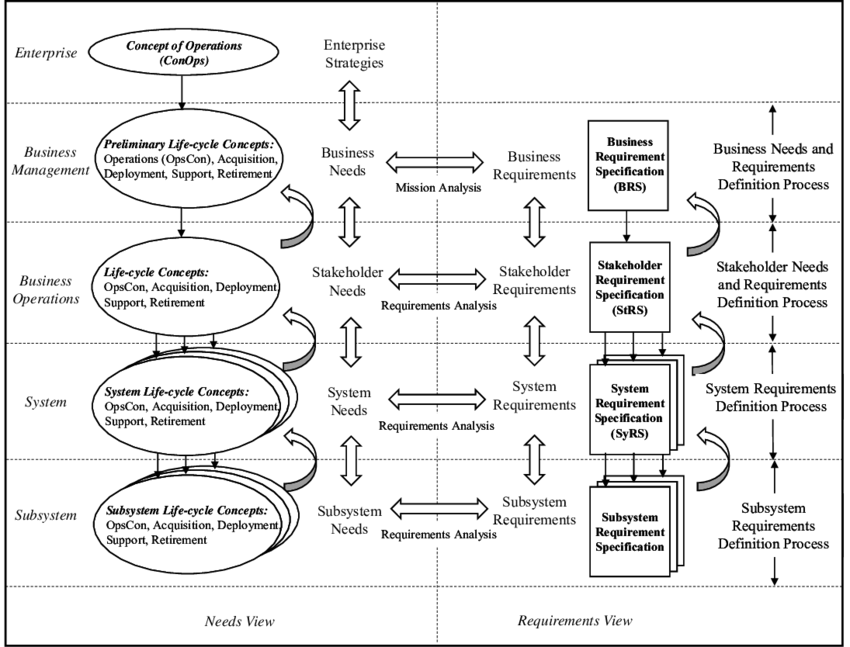 Enterprise
Concept of Operations
(ConOps)
Enterprise
Strategies
Business
Management
Preliminary Life-cycle Concepts:
Operations (OpsCon), Acquisition,
Deployment, Support, Retirement
Business
Needs
Mission Analysis
Business
Requirements
Business
Requirement
Specification
(BRS)
Business Needs and
Requirements
Definition Process
Business
Operations
Life-cycle Concepts:
OpsCon, Acquisition, Deployment
Support, Retirement
Stakeholder
Needs
Requirements Analysis
Stakeholder
Requirements
Stakeholder
Requirement
Specification
(StRS)
Stakeholder Needs
and Requirements
Definition Process
System
System Life-cycle Concepts:
OpsCon, Acquisition, Deployment
Support, Retirement
System
Needs
Requirements Analysis
System
Requirements
System
Requirement
Specification
(SyRS)
System Requirements
Definition Process
Subsystem
Subsystem Life-cycle Concepts:
OpsCon, Acquisition, Deployment
Support, Retirement
Subsystem
Needs
Requirements Analysis
Subsystem
Requirements
Subsystem
Requirement
Specification
Subsystem
Requirements
Definition Process
Needs View
Requirements View